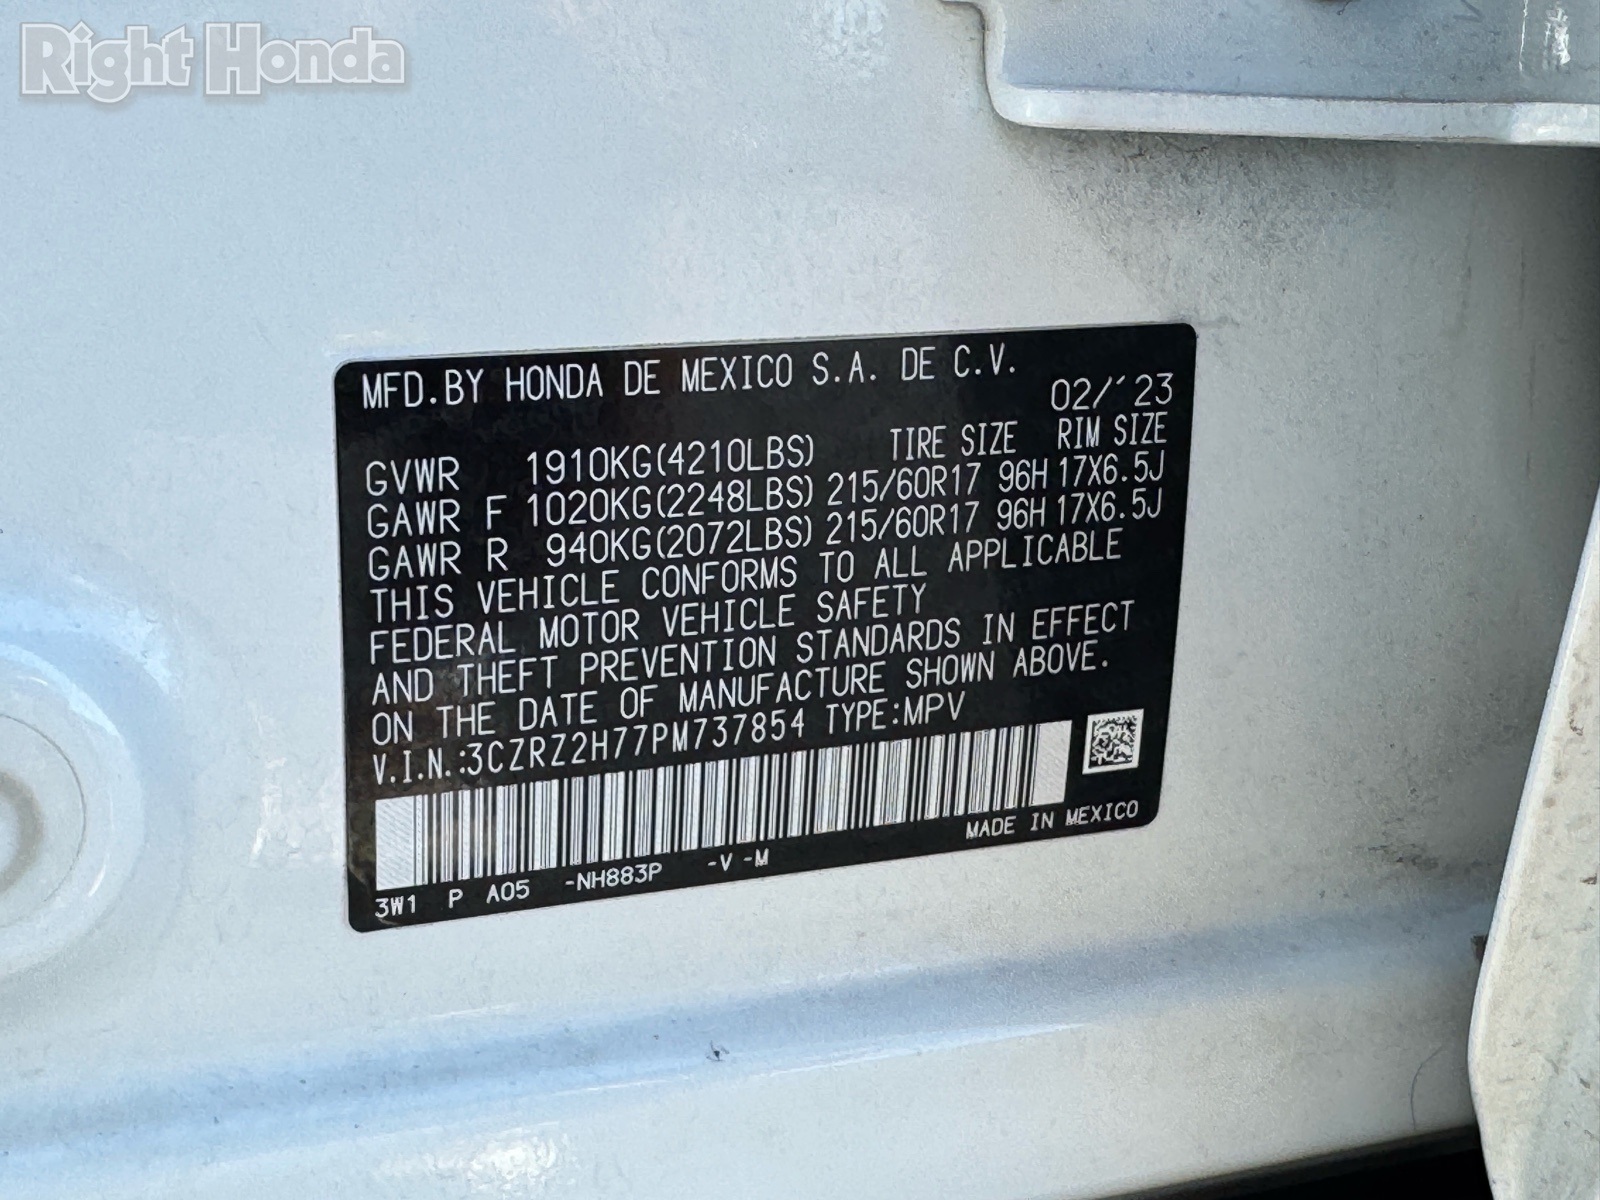 Right Honda
MFD.BY HONDA DE MEXICO S.A. DE C.V.
02/'23
TIRE SIZE RIM SIZE
GVWR 1910KG(4210LBS)
GAWR F 1020KG(2248LBS) 215/60R17 96H 17X6.5J
GAWR R 940KG(2072LBS) 215/60R17 96H 17X6.5J
THIS VEHICLE CONFORMS TO ALL APPLICABLE
FEDERAL MOTOR VEHICLE SAFETY
AND THEFT PREVENTION STANDARDS IN EFFECT
ON THE DATE OF MANUFACTURE SHOWN ABOVE.
V.I.N.:3CZRZ2H77PM737854 TYPE:MPV
MADE IN MEXICO
3W1 P A05 -NH883P -V -M